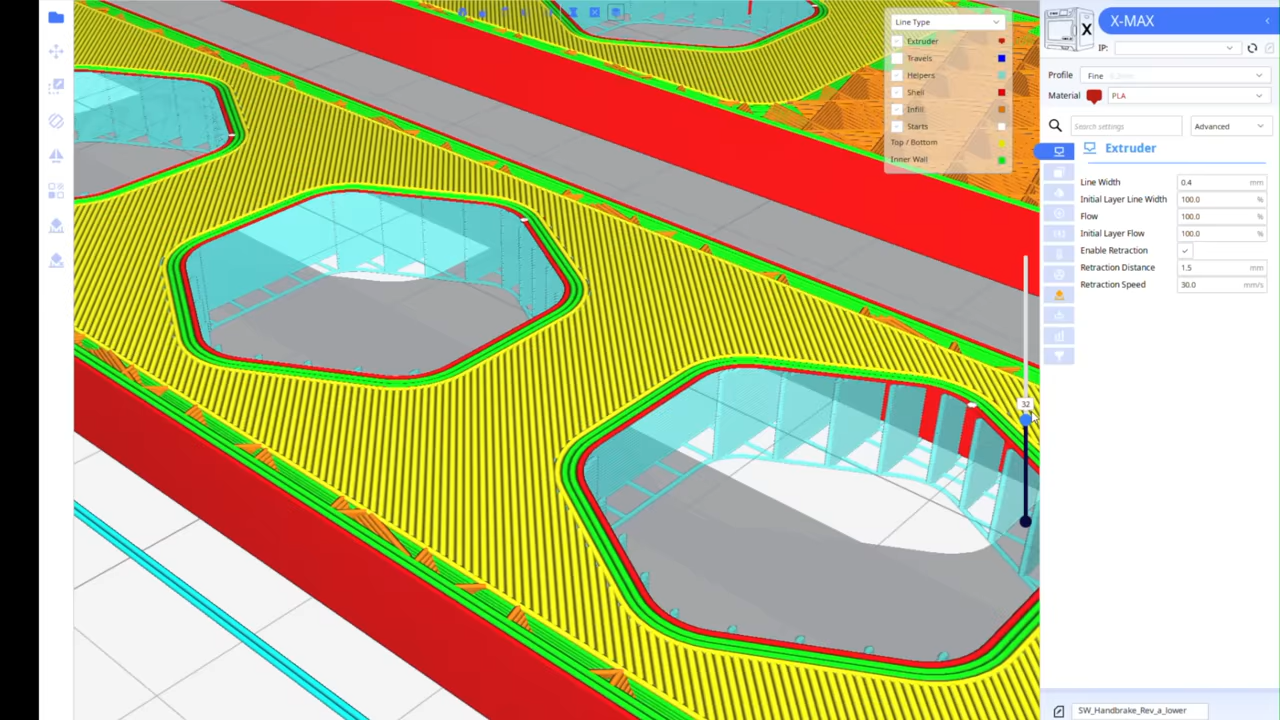 Line Type
Extruder
Travels
Helpers
Shell
Infill
Starts
Top / Bottom
Inner Wall
32
X
X-MAX
IP:
Profile
Fine
Material
PLA
Search settings
Advanced
Extruder
Line Width
0.4 mm
Initial Layer Line Width
100.0 %
Flow
100.0 %
Initial Layer Flow
100.0 %
Enable Retraction
Retraction Distance
1.5 mm
Retraction Speed
30.0 mm/s
SW_Handbrake_Rev_a_lower